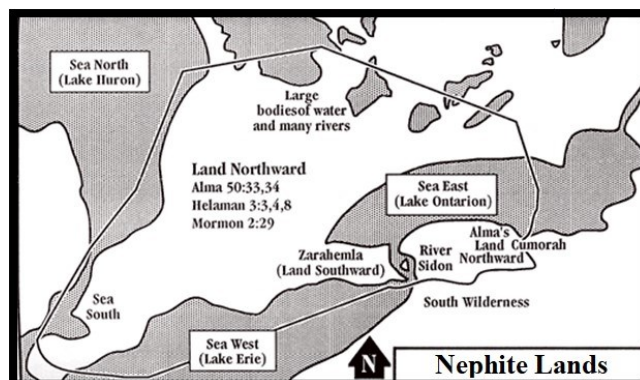 Sea North
(Lake Huron)
Large
bodiesof water
and many rivers
Land Northward
Alma 50:33,34
Helaman 3:3,4,8
Mormon 2:29
Sea East
(Lake Ontarion)
Alma's
Land Cumorah
Northward
River
Sidon
Zarahemla
(Land Southward)
South Wilderness
Sea
South
Sea West
(Lake Erie)
N
Nephite Lands